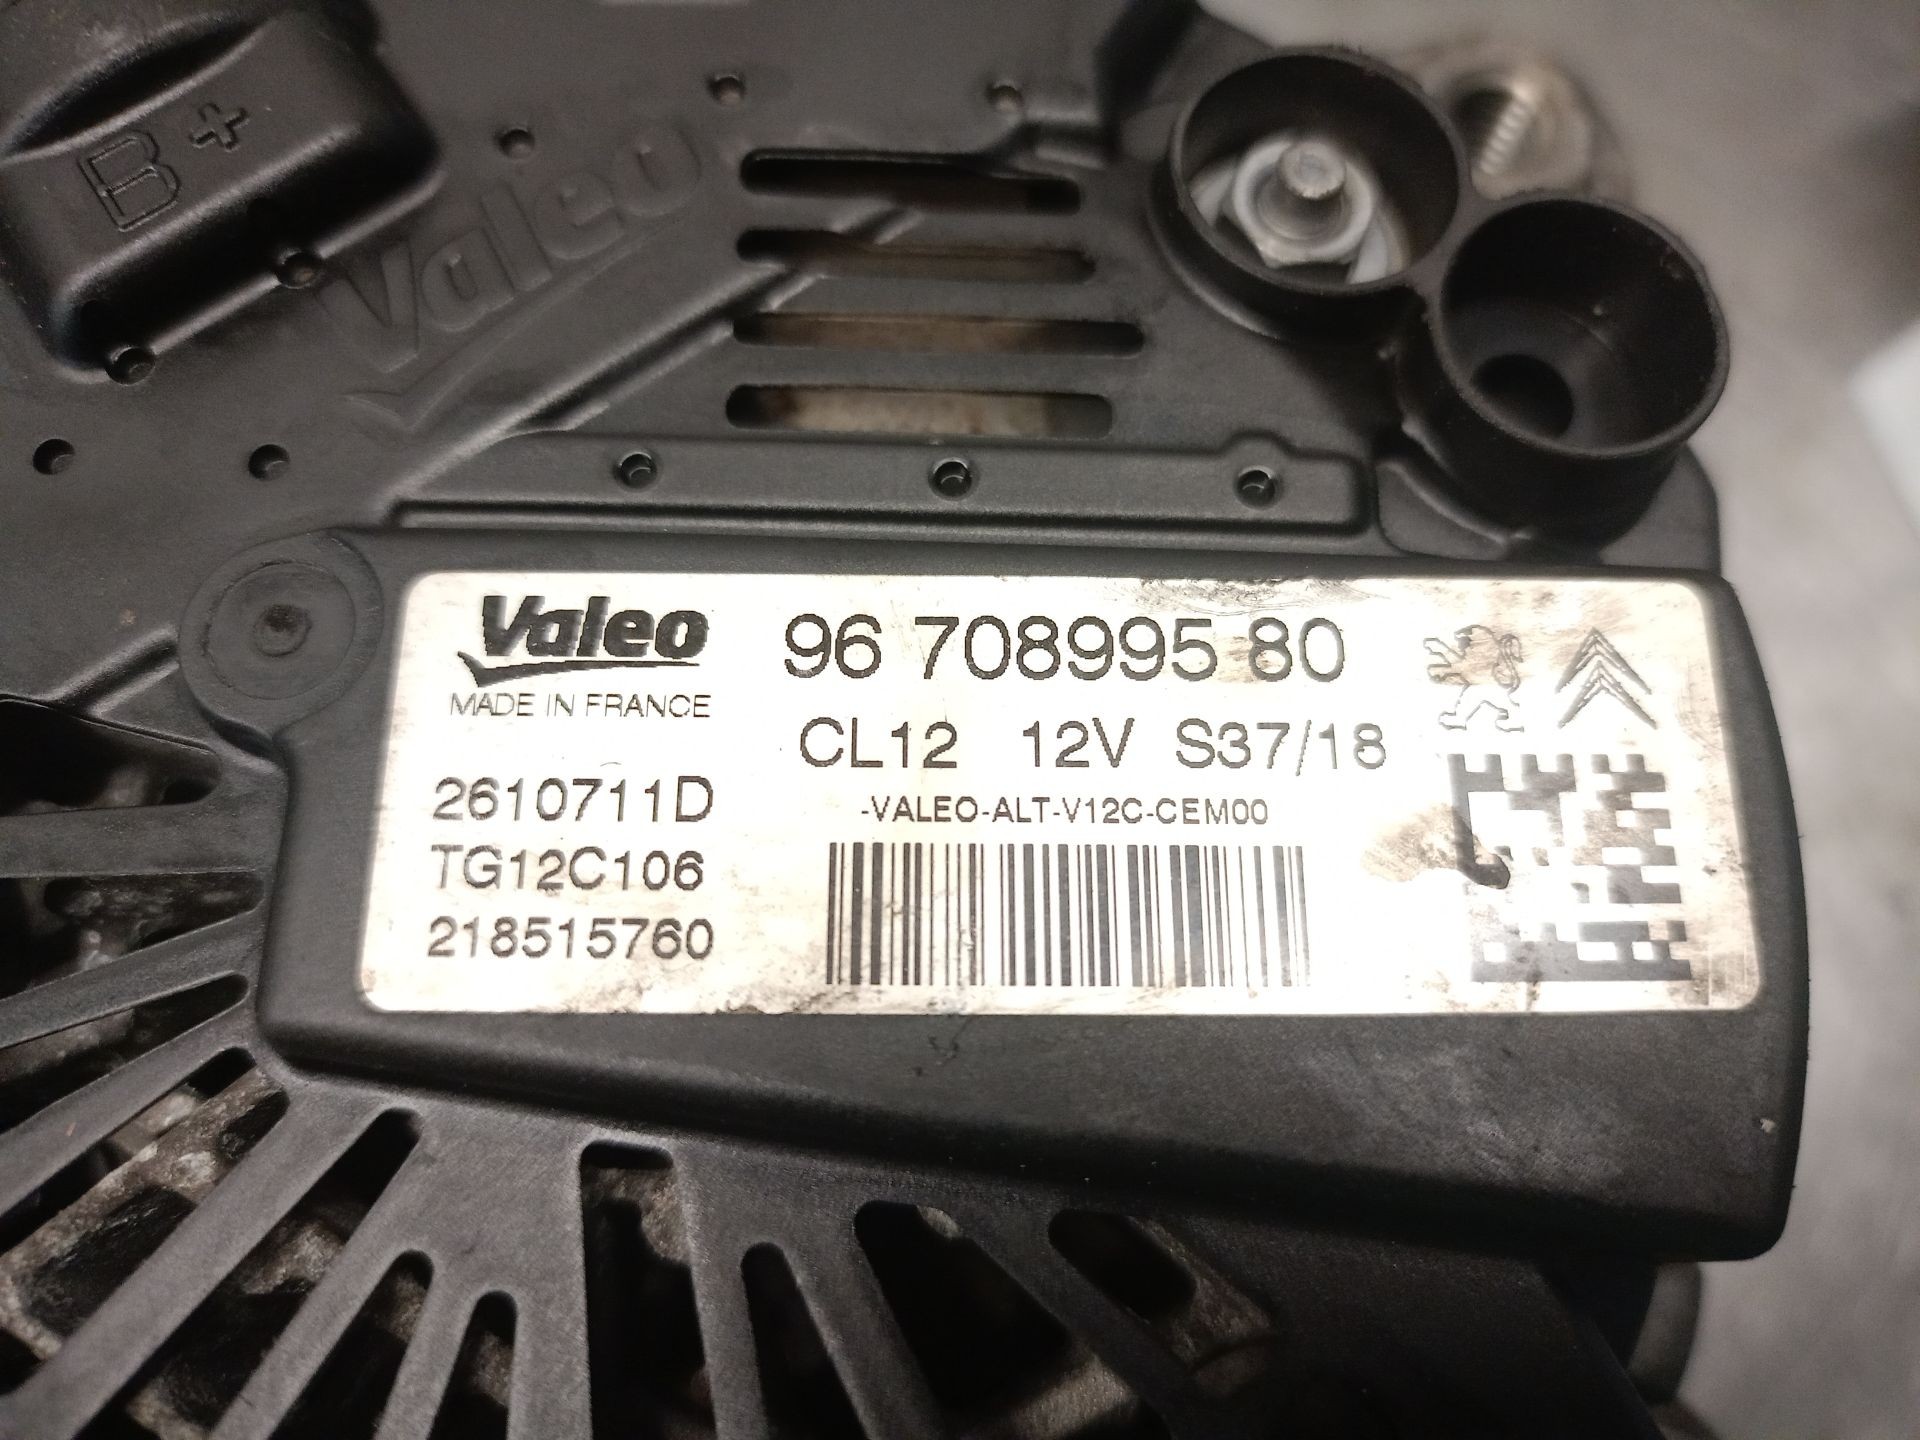 B+
Valeo
Valeo
MADE IN FRANCE
96 708995 80
CL12 12V S37/18
-VALEO-ALT-V12C-CEM00
2610711D
TG12C106
218515760